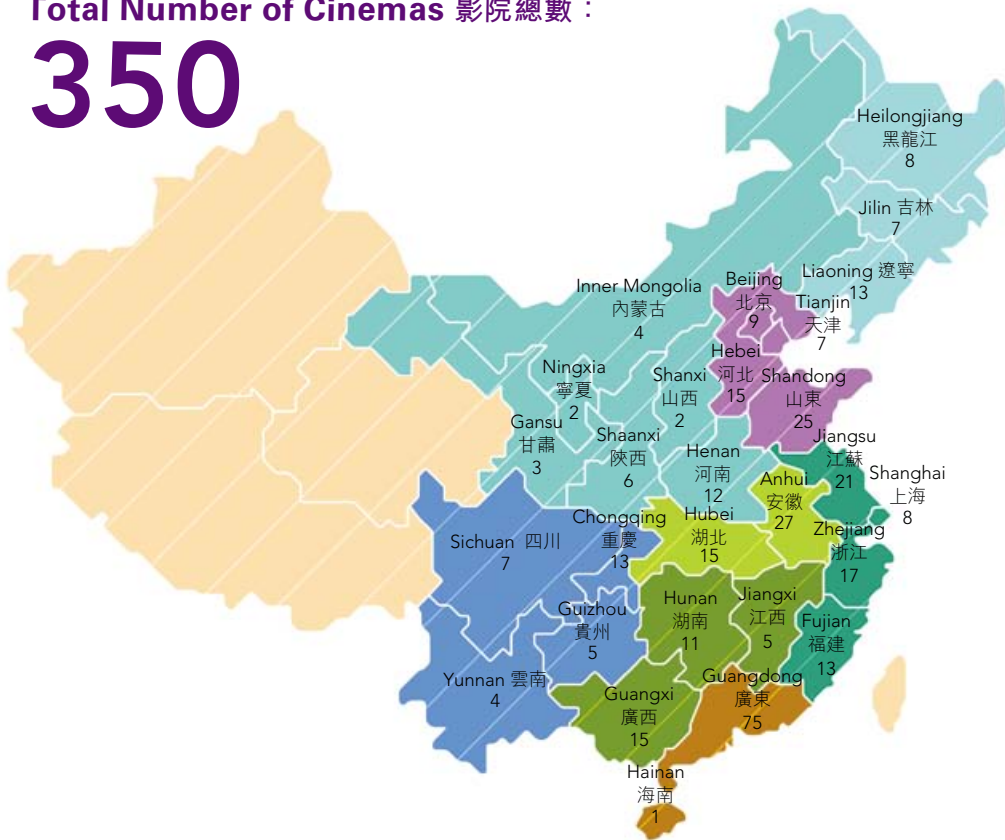 Total Number of Cinemas 影院總數：
350
Heilongjiang
黑龍江
8
Jilin 吉林
7
Liaoning 遼寧
13
Inner Mongolia
內蒙古
4
Beijing
北京
9
Tianjin
天津
7
Hebei
河北
15
Shandong
山東
25
Ningxia
寧夏
2
Shanxi
山西
2
Gansu
甘肅
3
Shaanxi
陝西
6
Henan
河南
12
Jiangsu
江蘇
21
Shanghai
上海
8
Anhui
安徽
27
Hubei
湖北
15
Chongqing
重慶
13
Sichuan 四川
7
Zhejiang
浙江
17
Hunan
湖南
11
Jiangxi
江西
5
Guizhou
貴州
5
Fujian
福建
13
Yunnan 雲南
4
Guangxi
廣西
15
Guangdong
廣東
75
Hainan
海南
1